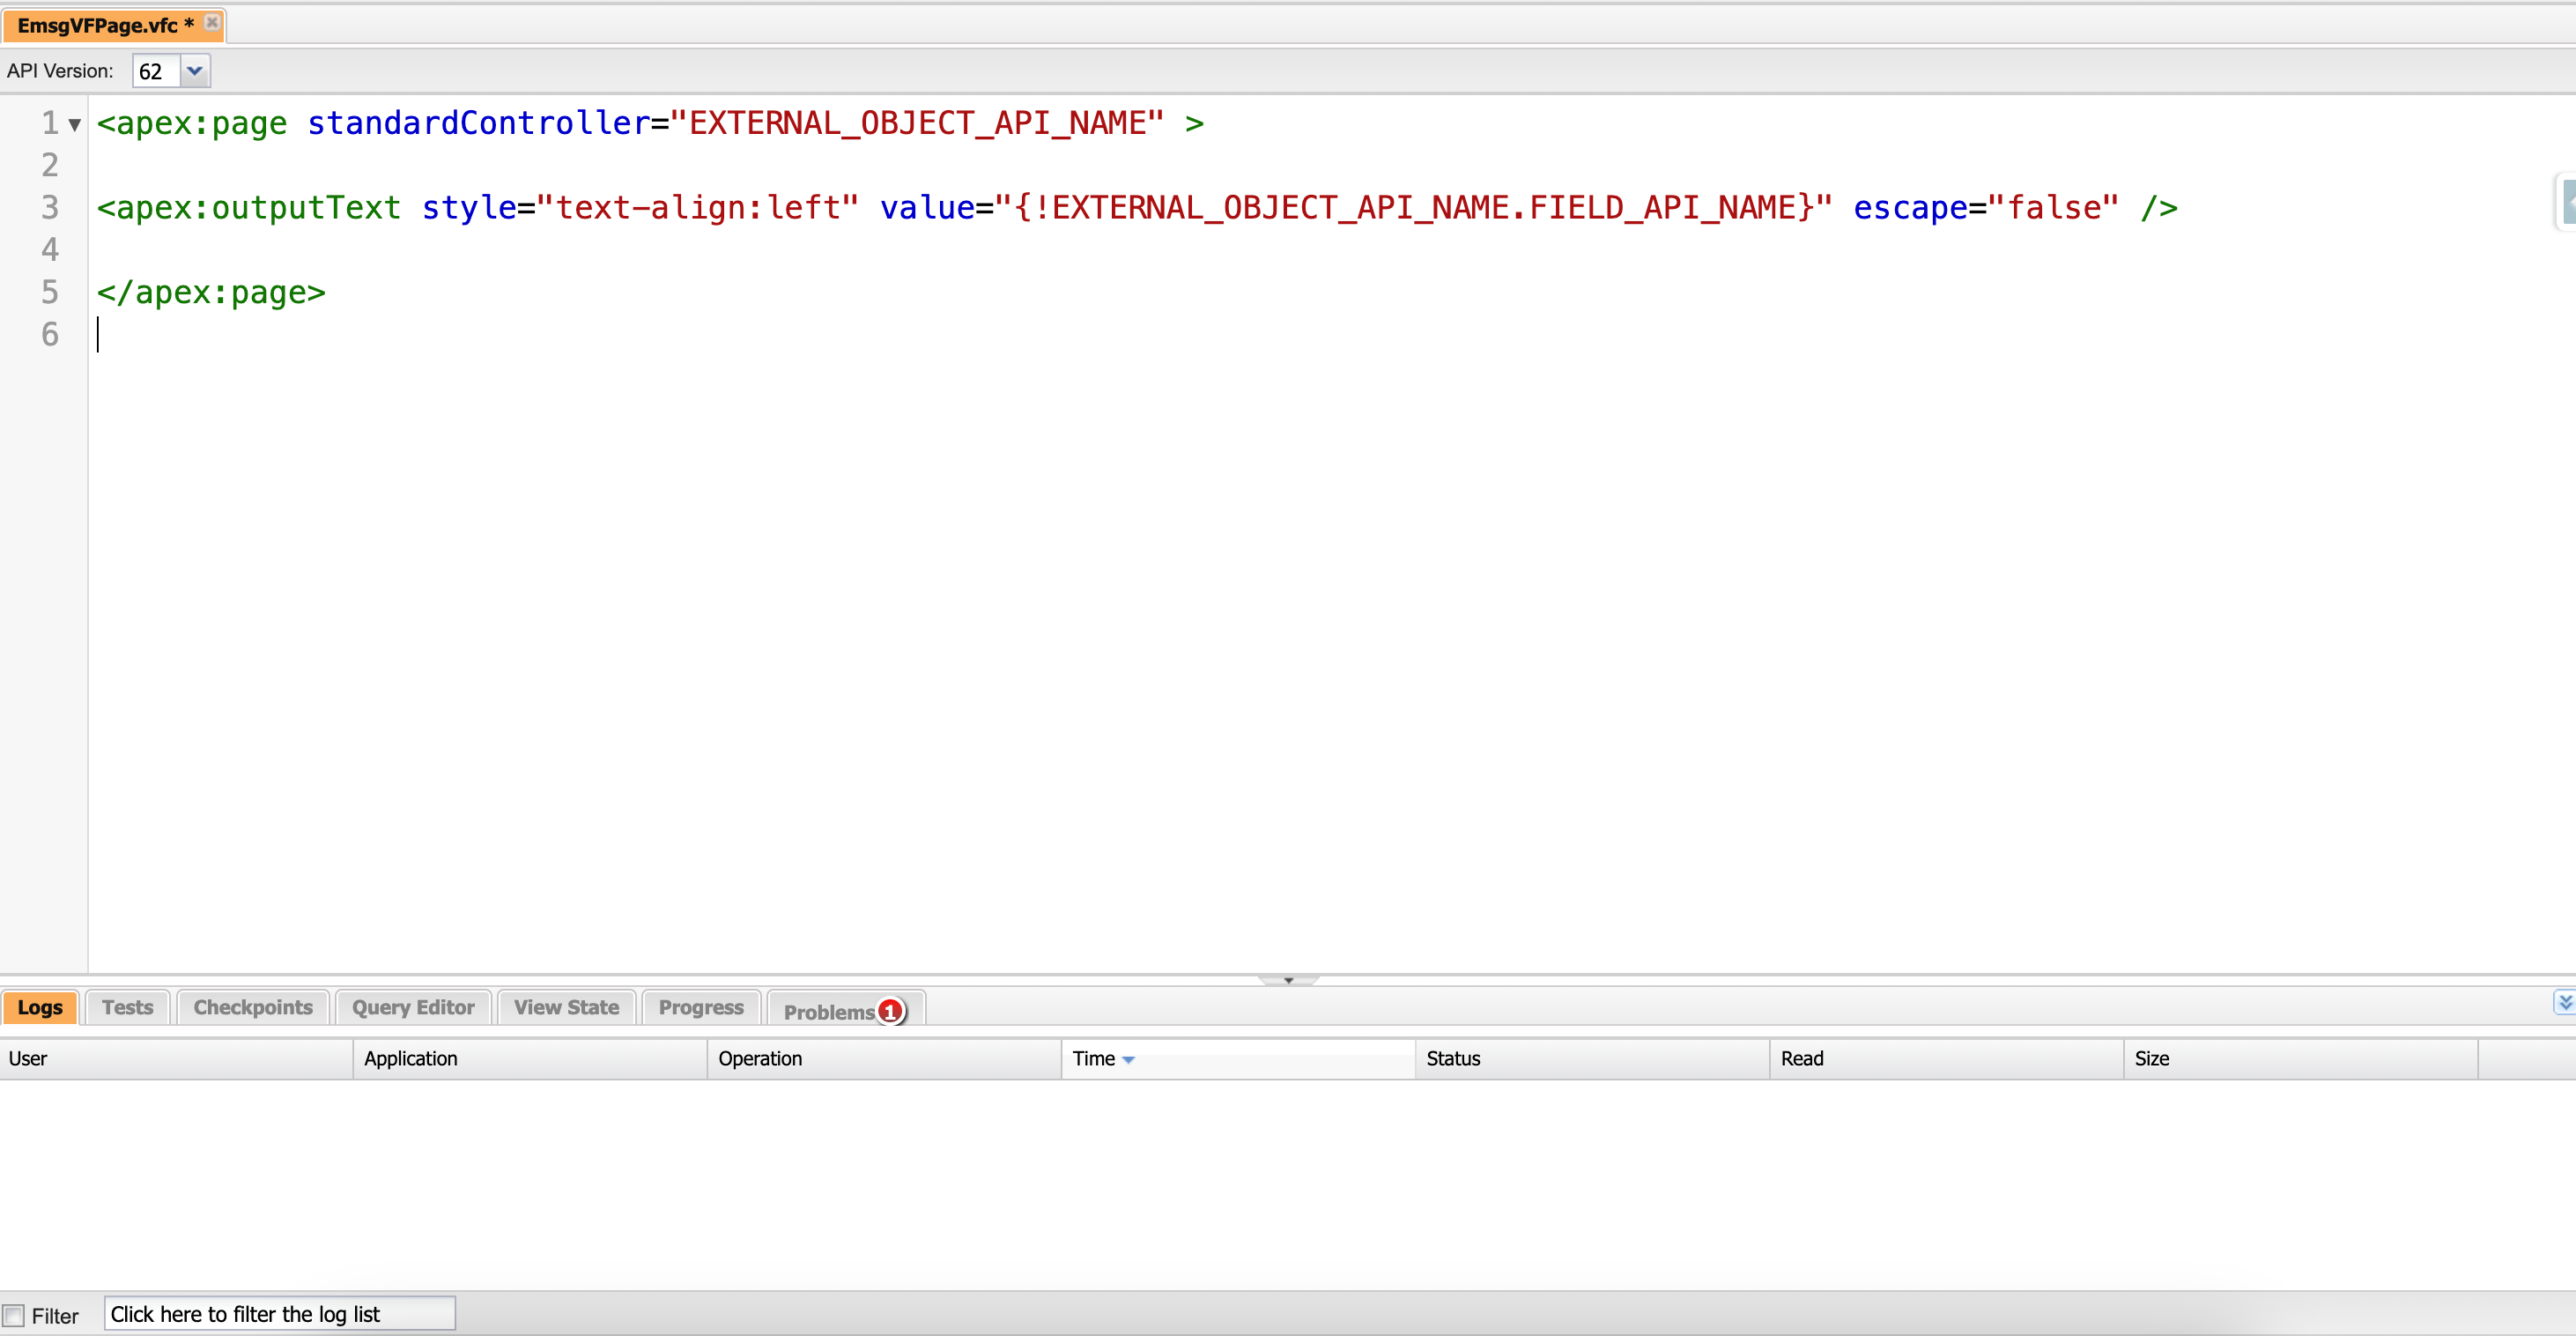 EmsgVFPage.vfc *
API Version: 62
1 <apex:page standardController="EXTERNAL_OBJECT_API_NAME" >
2
3 <apex:outputText style="text-align:left" value="{!EXTERNAL_OBJECT_API_NAME.FIELD_API_NAME}" escape="false" />
4
5 </apex:page>
6
Logs Tests Checkpoints Query Editor View State Progress Problems 1
User Application Operation Time Status Read Size
Filter Click here to filter the log list